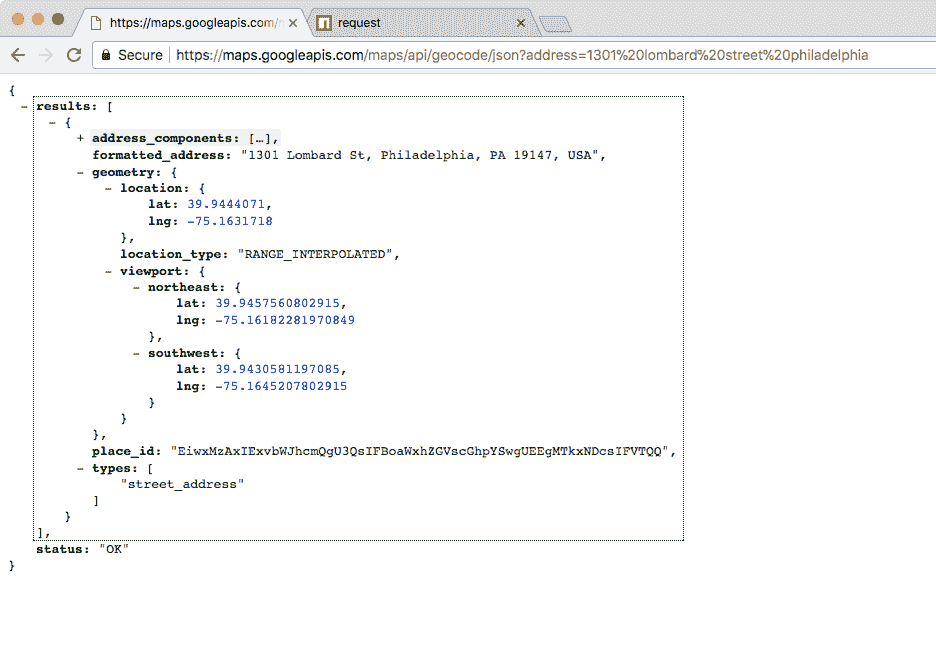 https://maps.googleapis.com/
request
Secure
https://maps.googleapis.com/maps/api/geocode/json?address=1301%20lombard%20street%20philadelphia
{
− results: [
− {
+ address_components: […],
formatted_address: "1301 Lombard St, Philadelphia, PA 19147, USA",
− geometry: {
− location: {
lat: 39.9444071,
lng: -75.1631718
},
location_type: "RANGE_INTERPOLATED",
− viewport: {
− northeast: {
lat: 39.9457560802915,
lng: -75.16182281970849
},
− southwest: {
lat: 39.9430581197085,
lng: -75.1645207802915
}
}
},
place_id: "EiwxMzAxIExvbWJhcmQgU3QsIFBoaWxhZGVscGhpYSwgUEEgMTkxNDcsIFVTQQ",
− types: [
"street_address"
]
}
],
status: "OK"
}